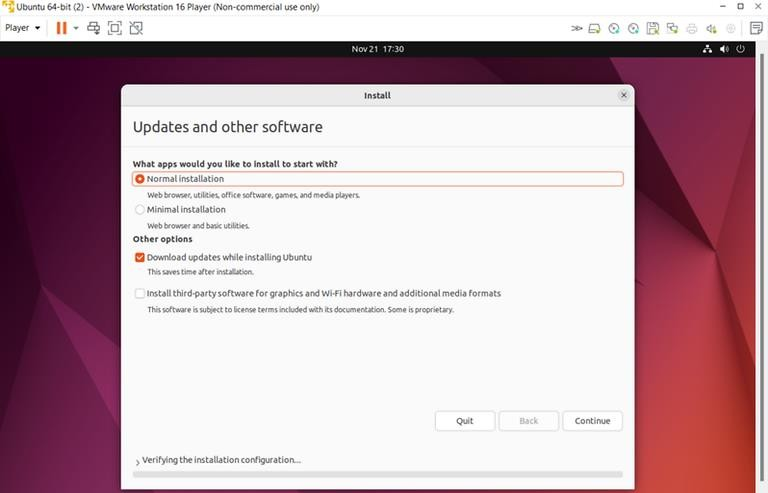 Ubuntu 64-bit (2) - VMware Workstation 16 Player (Non-commercial use only)
Player
Nov 21 17:30
Install
Updates and other software
What apps would you like to install to start with?
Normal installation
Web browser, utilities, office software, games, and media players.
Minimal installation
Web browser and basic utilities.
Other options
Download updates while installing Ubuntu
This saves time after installation.
Install third-party software for graphics and Wi-Fi hardware and additional media formats
This software is subject to license terms included with its documentation. Some is proprietary.
Quit Back Continue
Verifying the installation configuration...